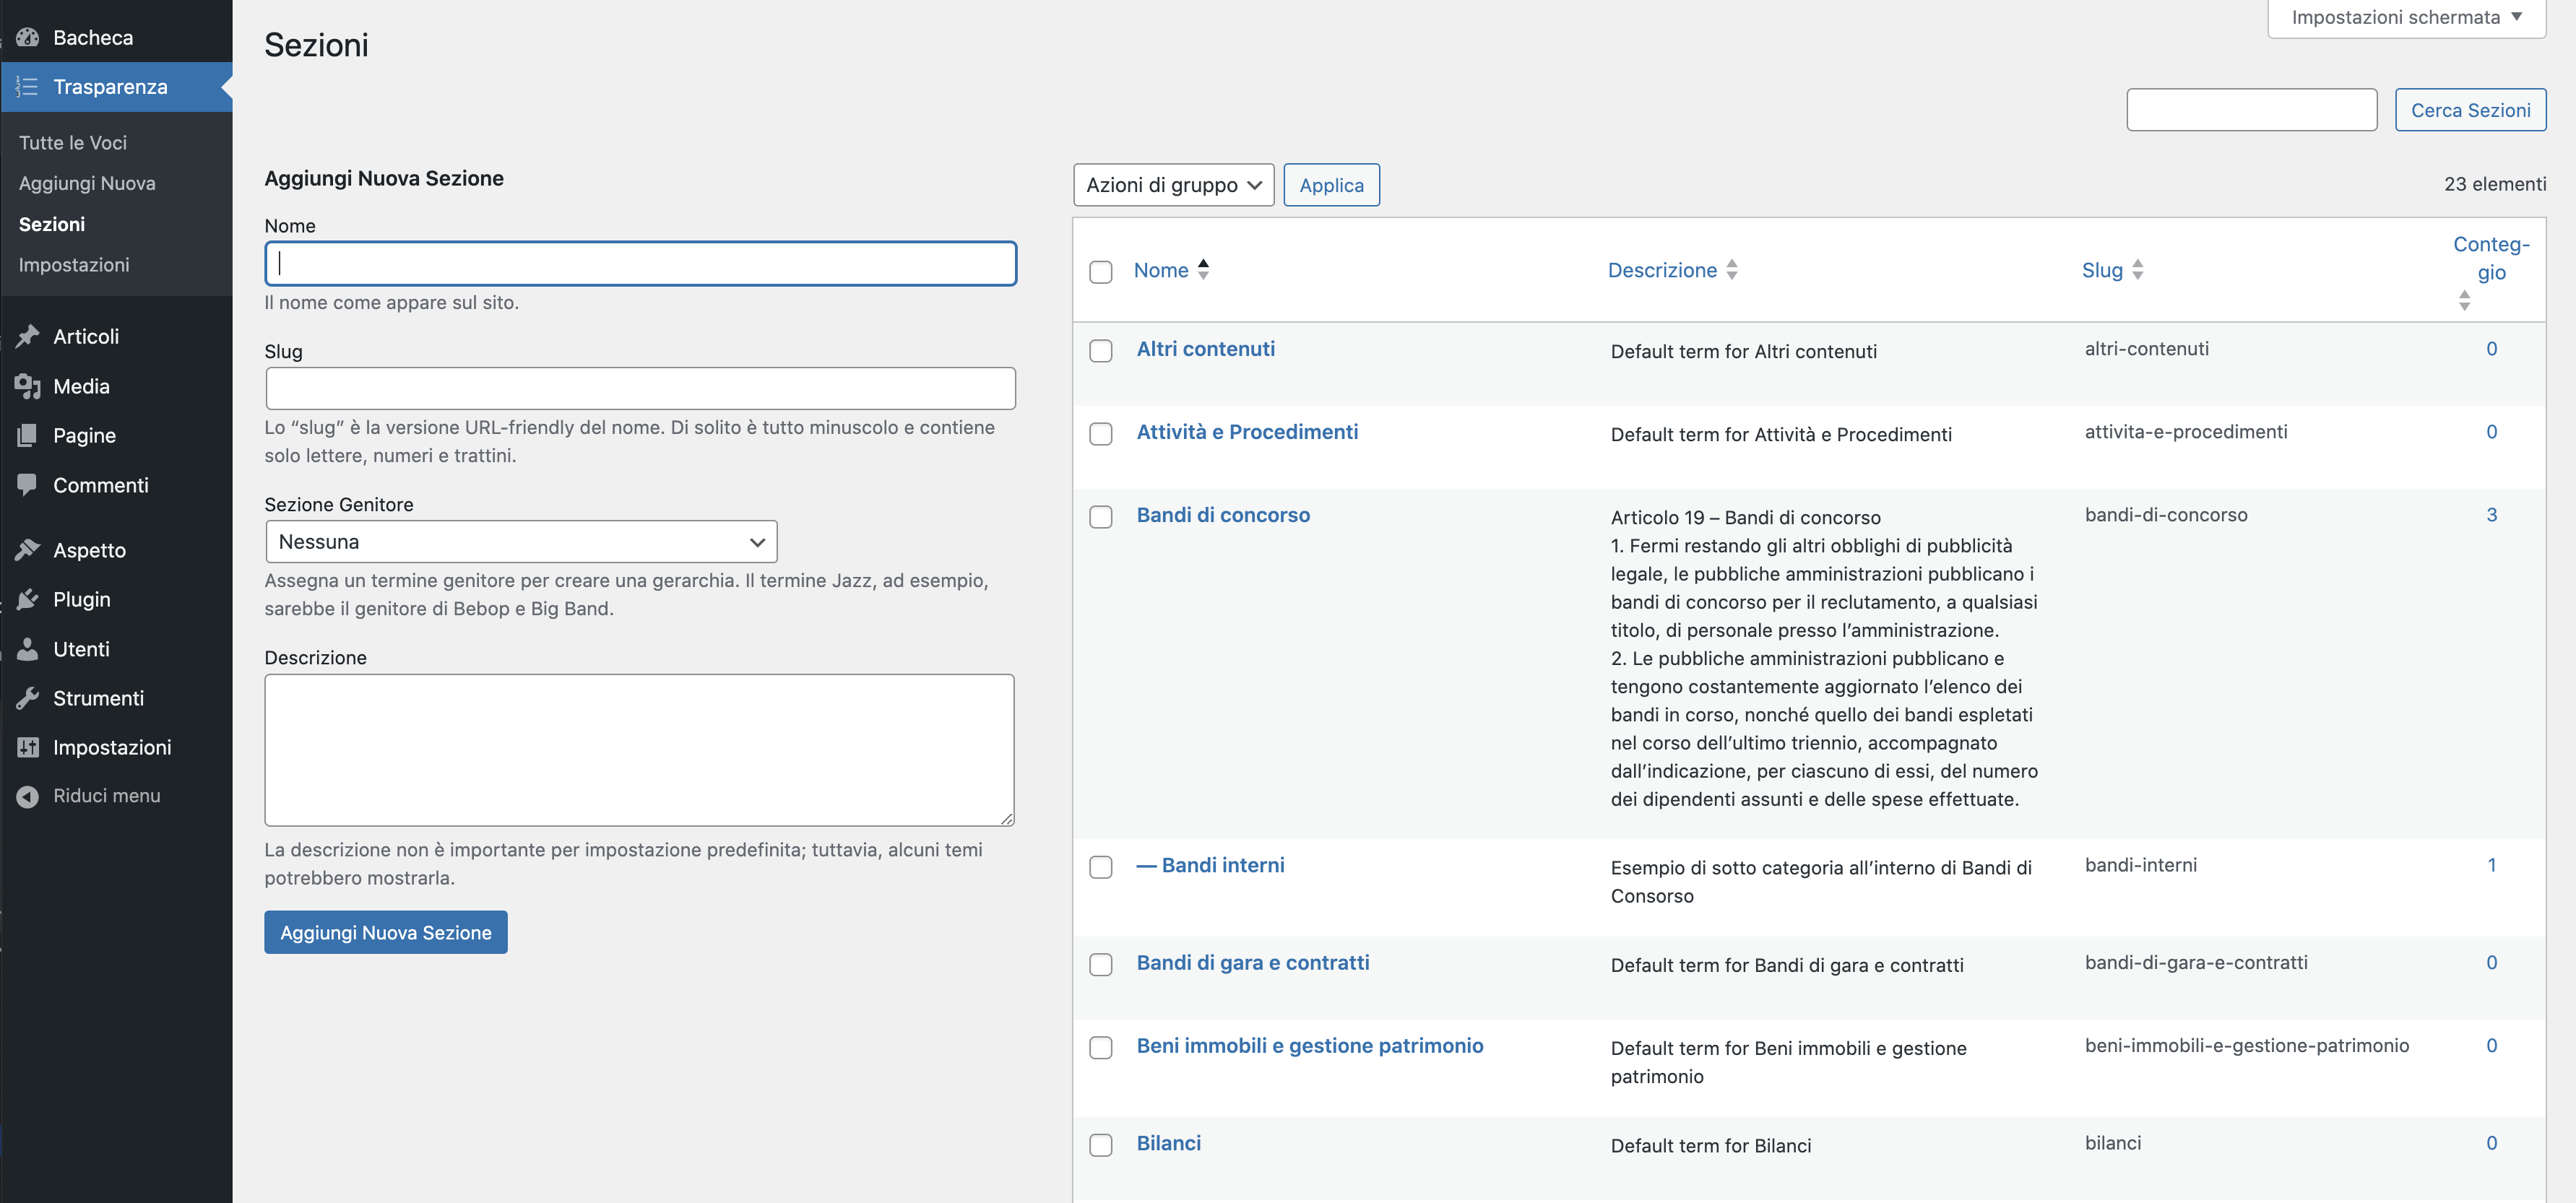 Bacheca
Trasparenza
Tutte le Voci
Aggiungi Nuova
Sezioni
Impostazioni
Articoli
Media
Pagine
Commenti
Aspetto
Plugin
Utenti
Strumenti
Impostazioni
Riduci menu
Sezioni
Impostazioni schermata
Cerca Sezioni
Aggiungi Nuova Sezione
Nome
Il nome come appare sul sito.
Slug
Lo “slug” è la versione URL-friendly del nome. Di solito è tutto minuscolo e contiene
solo lettere, numeri e trattini.
Sezione Genitore
Nessuna
Assegna un termine genitore per creare una gerarchia. Il termine Jazz, ad esempio,
sarebbe il genitore di Bebop e Big Band.
Descrizione
La descrizione non è importante per impostazione predefinita; tuttavia, alcuni temi
potrebbero mostrarla.
Aggiungi Nuova Sezione
Azioni di gruppo Applica 23 elementi
Nome Descrizione Slug Conteg-
gio
Altri contenuti Default term for Altri contenuti altri-contenuti 0
Attività e Procedimenti Default term for Attività e Procedimenti attivita-e-procedimenti 0
Bandi di concorso Articolo 19 – Bandi di concorso bandi-di-concorso 3
1. Fermi restando gli altri obblighi di pubblicità
legale, le pubbliche amministrazioni pubblicano i
bandi di concorso per il reclutamento, a qualsiasi
titolo, di personale presso l’amministrazione.
2. Le pubbliche amministrazioni pubblicano e
tengono costantemente aggiornato l’elenco dei
bandi in corso, nonché quello dei bandi espletati
nel corso dell’ultimo triennio, accompagnato
dall’indicazione, per ciascuno di essi, del numero
dei dipendenti assunti e delle spese effettuate.
— Bandi interni Esempio di sotto categoria all’interno di Bandi di bandi-interni 1
Consorso
Bandi di gara e contratti Default term for Bandi di gara e contratti bandi-di-gara-e-contratti 0
Beni immobili e gestione patrimonio Default term for Beni immobili e gestione beni-immobili-e-gestione-patrimonio 0
patrimonio
Bilanci Default term for Bilanci bilanci 0